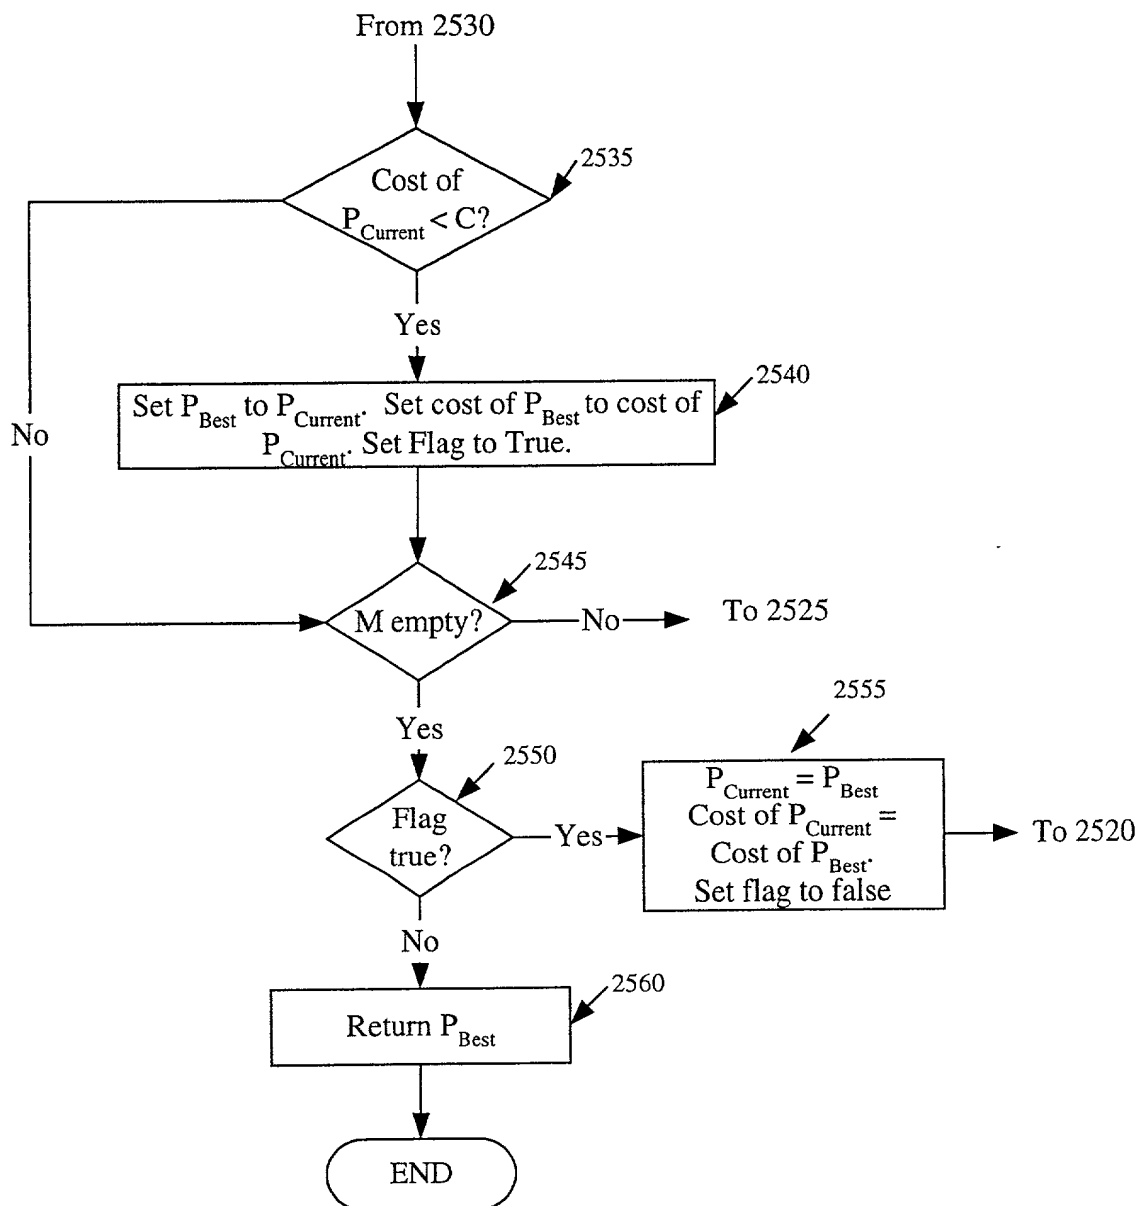 From 2530
2535
Cost of
P_Current < C?
Yes
2540
Set P_Best to P_Current. Set cost of P_Best to cost of
P_Current. Set Flag to True.
No
2545
M empty?
No
To 2525
Yes
2555
2550
P_Current = P_Best
Cost of P_Current =
Cost of P_Best.
Set flag to false
Flag
true?
Yes
To 2520
No
2560
Return P_Best
END